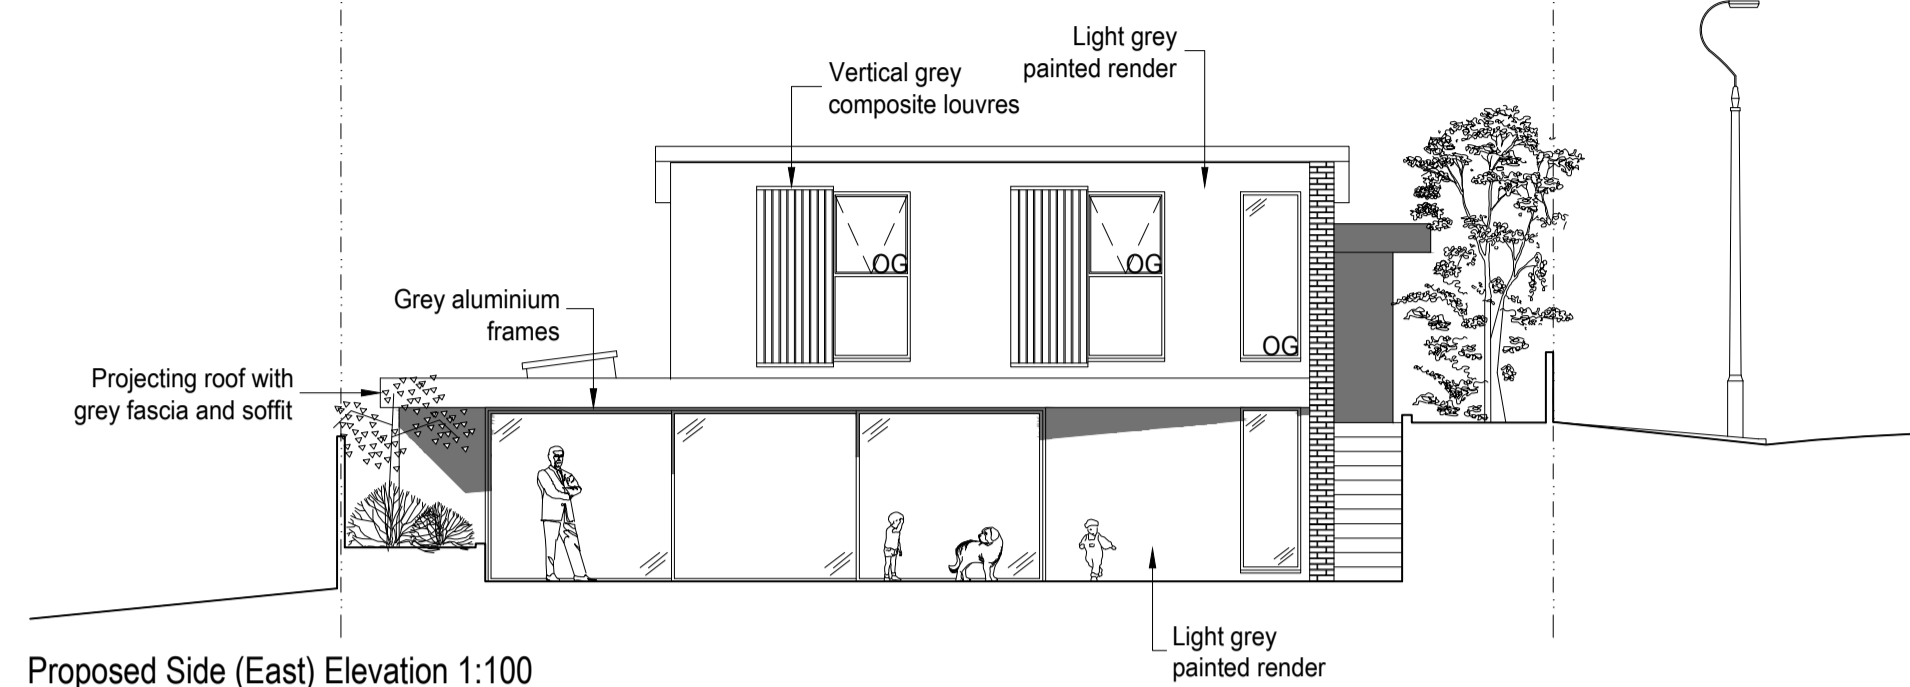 Light grey
painted render
Vertical grey
composite louvres
OG
OG
OG
Grey aluminium
frames
Projecting roof with
grey fascia and soffit
Light grey
painted render
Proposed Side (East) Elevation 1:100